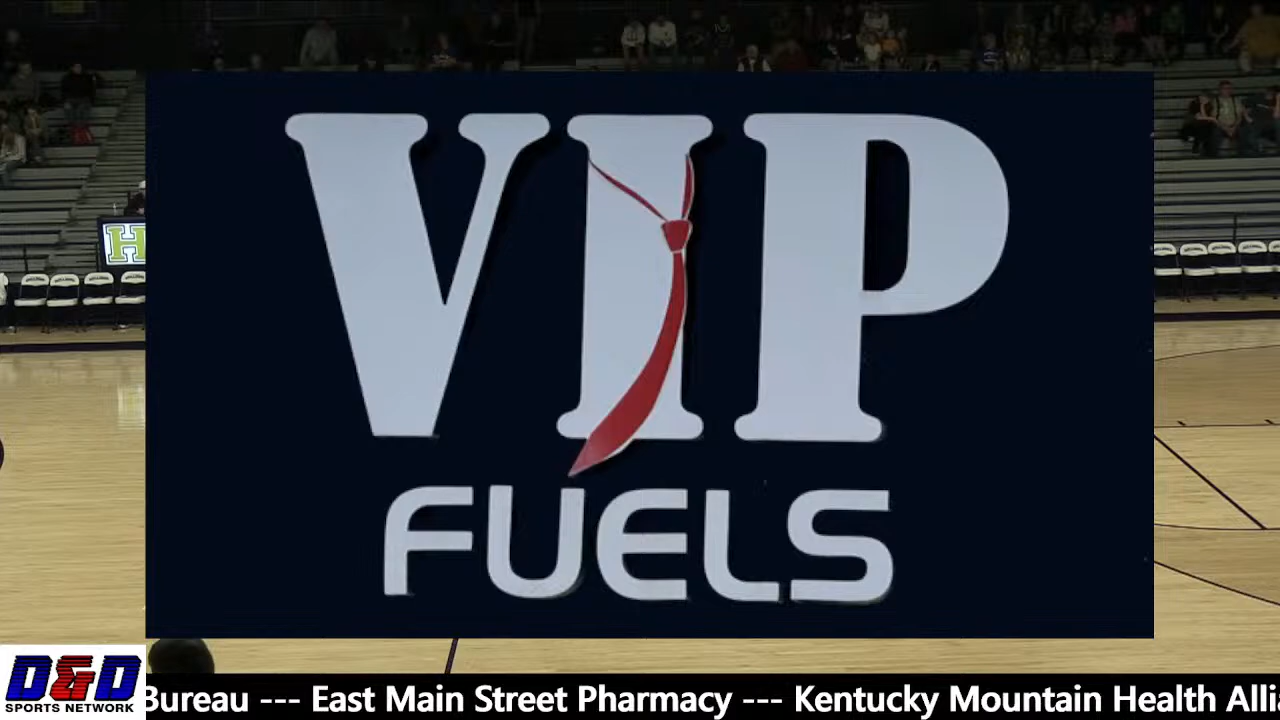 VIP
FUELS
H
D&D
SPORTS NETWORK
Bureau --- East Main Street Pharmacy --- Kentucky Mountain Health Allia